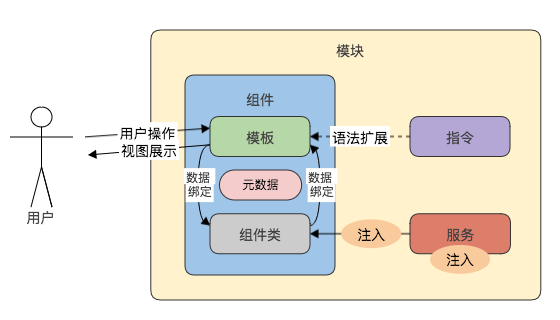 模块
组件
用户操作
模板
语法扩展
指令
视图展示
数据
绑定
元数据
数据
绑定
用户
组件类
注入
服务
注入